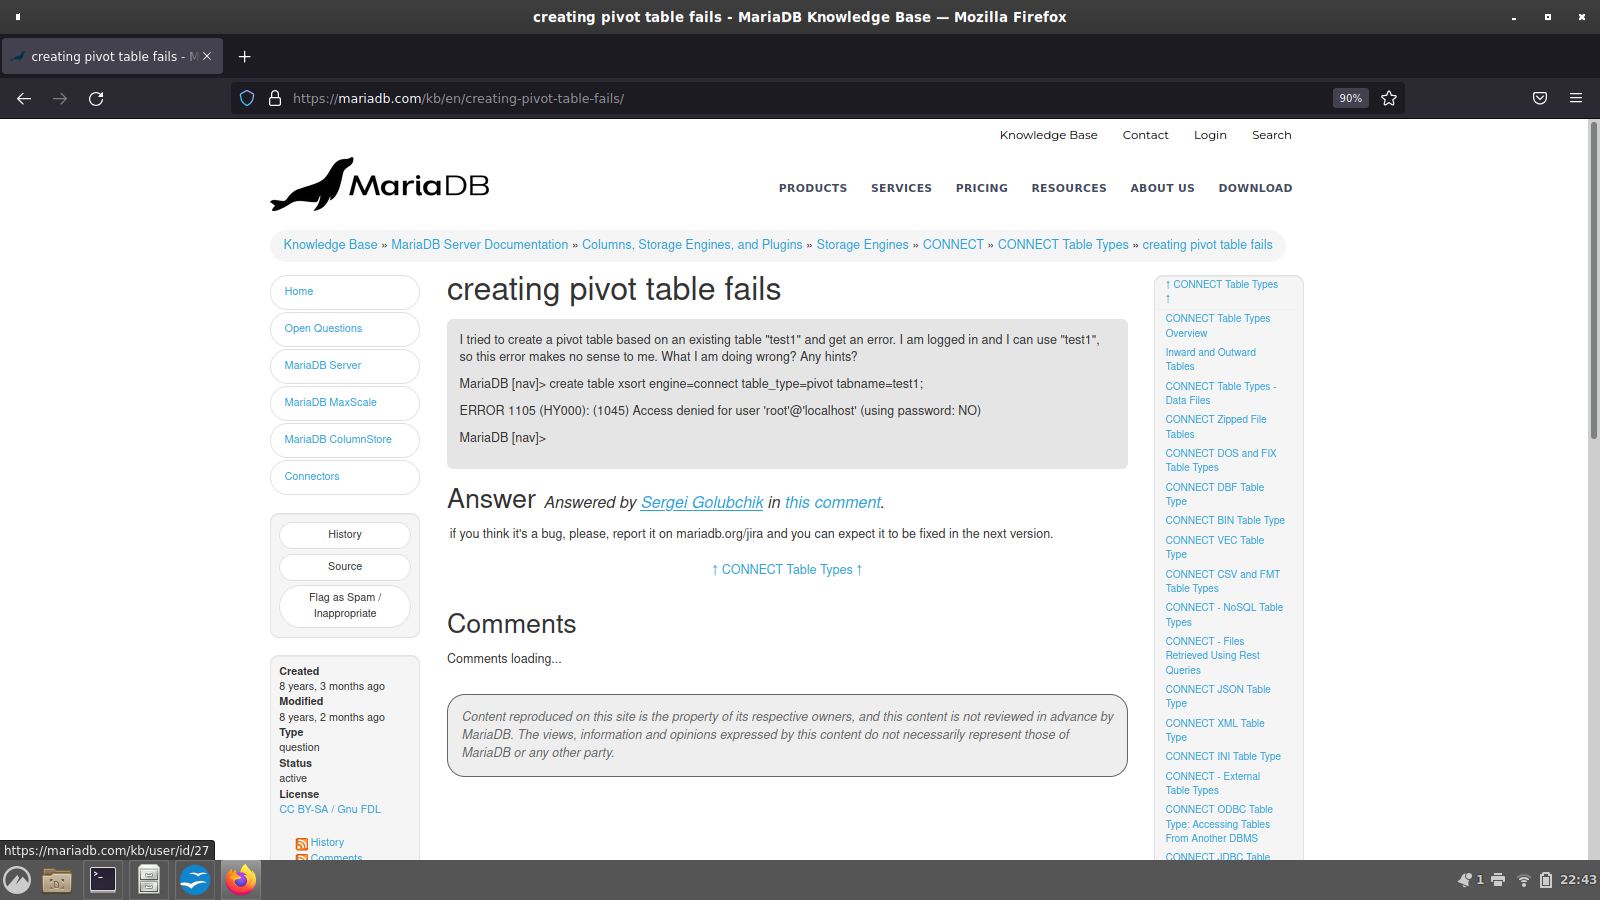 creating pivot table fails - MariaDB Knowledge Base — Mozilla Firefox
creating pivot table fails - M
https://mariadb.com/kb/en/creating-pivot-table-fails/
90%
Knowledge Base Contact Login Search
MariaDB
PRODUCTS SERVICES PRICING RESOURCES ABOUT US DOWNLOAD
Knowledge Base » MariaDB Server Documentation » Columns, Storage Engines, and Plugins » Storage Engines » CONNECT » CONNECT Table Types » creating pivot table fails
Home
Open Questions
MariaDB Server
MariaDB MaxScale
MariaDB ColumnStore
Connectors
History
Source
Flag as Spam /
Inappropriate
Created
8 years, 3 months ago
Modified
8 years, 2 months ago
Type
question
Status
active
License
CC BY-SA / Gnu FDL
History
Comments
creating pivot table fails
I tried to create a pivot table based on an existing table "test1" and get an error. I am logged in and I can use "test1",
so this error makes no sense to me. What I am doing wrong? Any hints?
MariaDB [nav]> create table xsort engine=connect table_type=pivot tabname=test1;
ERROR 1105 (HY000): (1045) Access denied for user 'root'@'localhost' (using password: NO)
MariaDB [nav]>
Answer Answered by Sergei Golubchik in this comment.
if you think it's a bug, please, report it on mariadb.org/jira and you can expect it to be fixed in the next version.
↑ CONNECT Table Types ↑
Comments
Comments loading...
Content reproduced on this site is the property of its respective owners, and this content is not reviewed in advance by
MariaDB. The views, information and opinions expressed by this content do not necessarily represent those of
MariaDB or any other party.
↑ CONNECT Table Types
↑
CONNECT Table Types
Overview
Inward and Outward
Tables
CONNECT Table Types -
Data Files
CONNECT Zipped File
Tables
CONNECT DOS and FIX
Table Types
CONNECT DBF Table
Type
CONNECT BIN Table Type
CONNECT VEC Table
Type
CONNECT CSV and FMT
Table Types
CONNECT - NoSQL Table
Types
CONNECT - Files
Retrieved Using Rest
Queries
CONNECT JSON Table
Type
CONNECT XML Table
Type
CONNECT INI Table Type
CONNECT - External
Table Types
CONNECT ODBC Table
Type: Accessing Tables
From Another DBMS
CONNECT JDBC Table
https://mariadb.com/kb/user/id/27
1
22:43